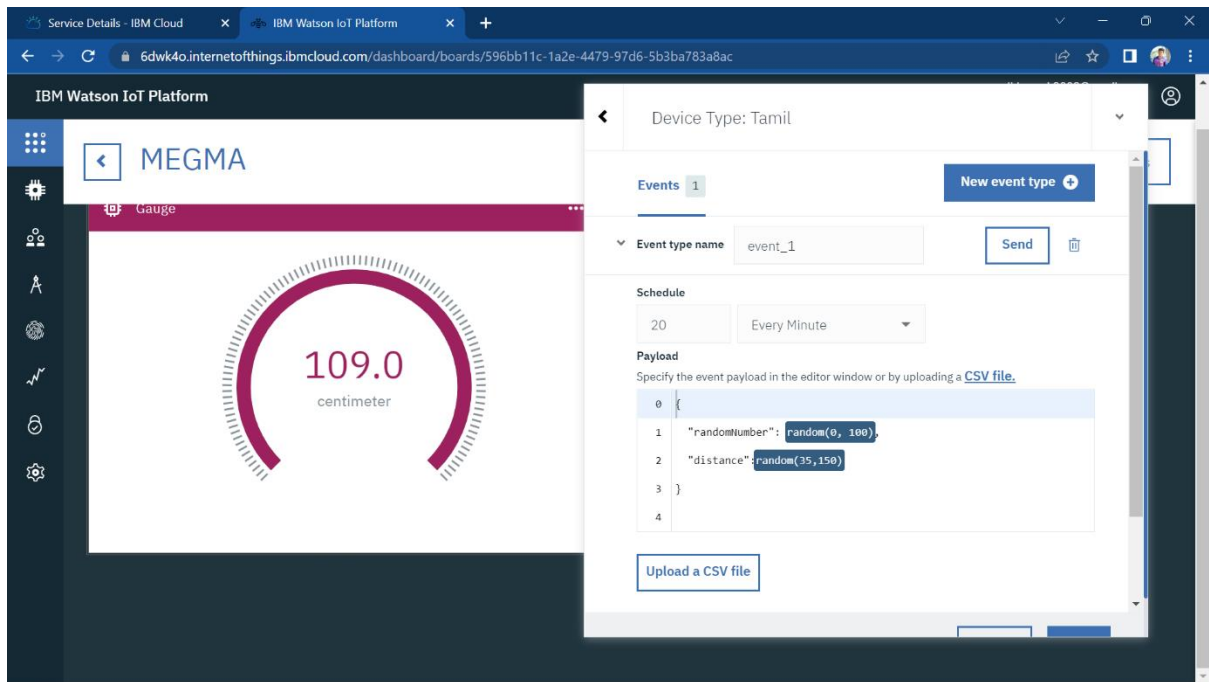 Service Details - IBM Cloud
IBM Watson IoT Platform
6dwk4o.internetofthings.ibmcloud.com/dashboard/boards/596bb11c-1a2e-4479-97d6-5b3ba783a8ac
IBM Watson IoT Platform
MEGMA
Gauge
109.0
centimeter
Device Type: Tamil
Events 1
New event type
Event type name event_1 Send
Schedule
20 Every Minute
Payload
Specify the event payload in the editor window or by uploading a CSV file.
0 {
1 "randomNumber": random(0, 100),
2 "distance":random(35,150)
3 }
4
Upload a CSV file